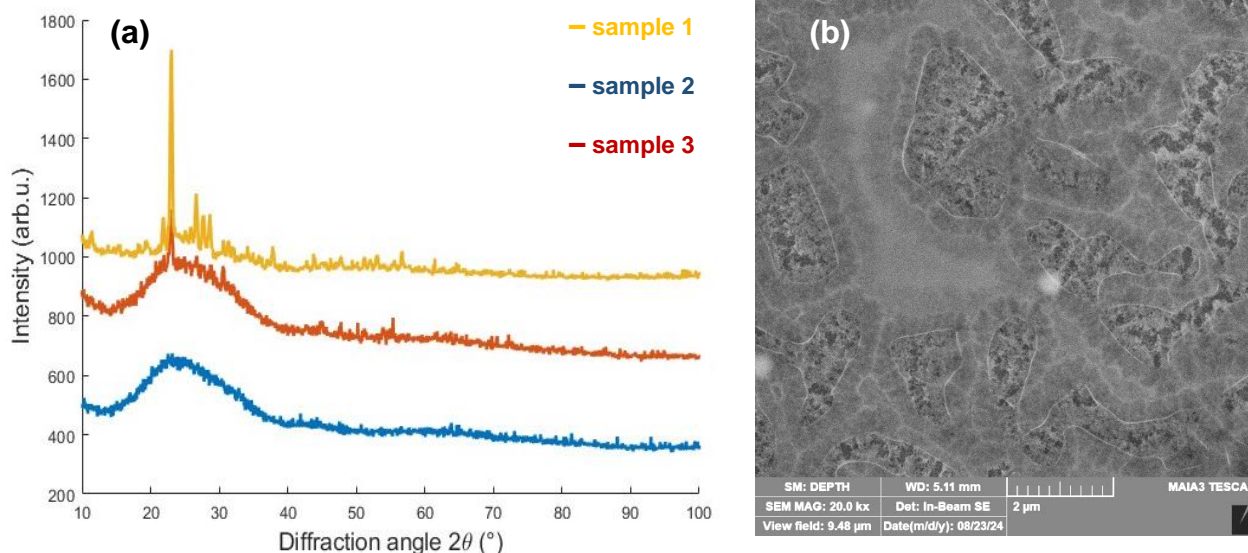 (a)
sample 1
sample 2
sample 3
1800
1600
1400
1200
1000
800
600
400
200
Intensity (arb.u.)
10 20 30 40 50 60 70 80 90 100
Diffraction angle 2θ (°)
(b)
SM: DEPTH WD: 5.11 mm MAIA3 TESCA
SEM MAG: 20.0 kx Det: In-Beam SE 2 µm
View field: 9.48 µm Date(m/d/y): 08/23/24